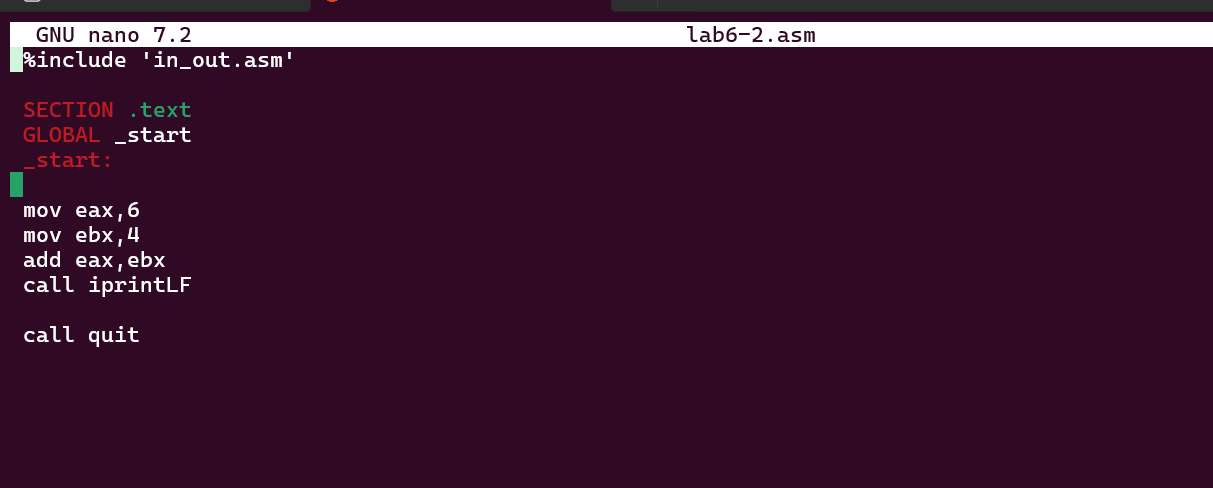 GNU nano 7.2 lab6-2.asm
%include 'in_out.asm'
SECTION .text
GLOBAL _start
_start:
mov eax,6
mov ebx,4
add eax,ebx
call iprintLF
call quit